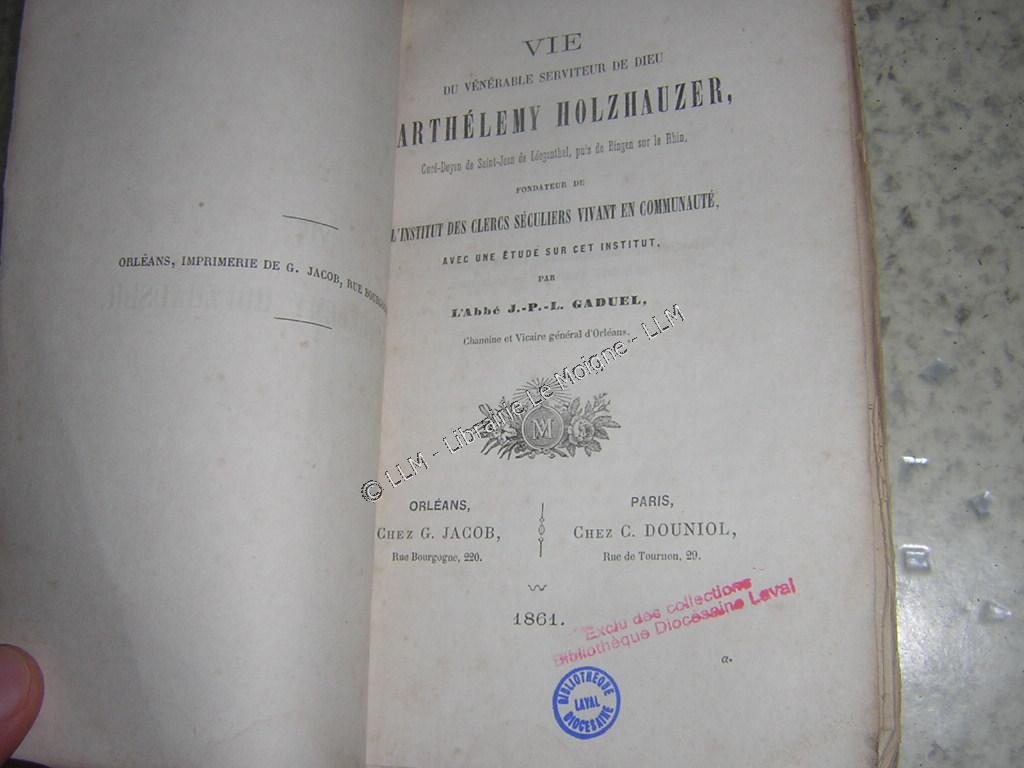 ORLÉANS, IMPRIMERIE DE G. JACOB, RUE
VIE
DU VÉNÉRABLE SERVITEUR DE DIEU
ARTHÉLEMY HOLZHAUZER,
Curé-Doyen de Saint-Jean de Léogenthal, puis de Bingen sur le Rhin,
FONDATEUR DE
L'INSTITUT DES CLERCS SÉCULIERS VIVANT EN COMMUNAUTÉ,
AVEC UNE ÉTUDE SUR CET INSTITUT,
PAR
L'Abbé J.-P.-L. GADUEL,
Chanoine et Vicaire général d'Orléans.
M
© LLM - Librairie Le Moigne - LLM
ORLÉANS,
CHEZ G. JACOB,
Rue Bourgogne, 220.
PARIS,
CHEZ C. DOUNIOL,
Rue de Tournon, 29.
1861.
Exclu des collections
Bibliothèque Diocésaine Laval
a.
BIBLIOTHÈQUE
LAVAL
DIOCÉSAINE